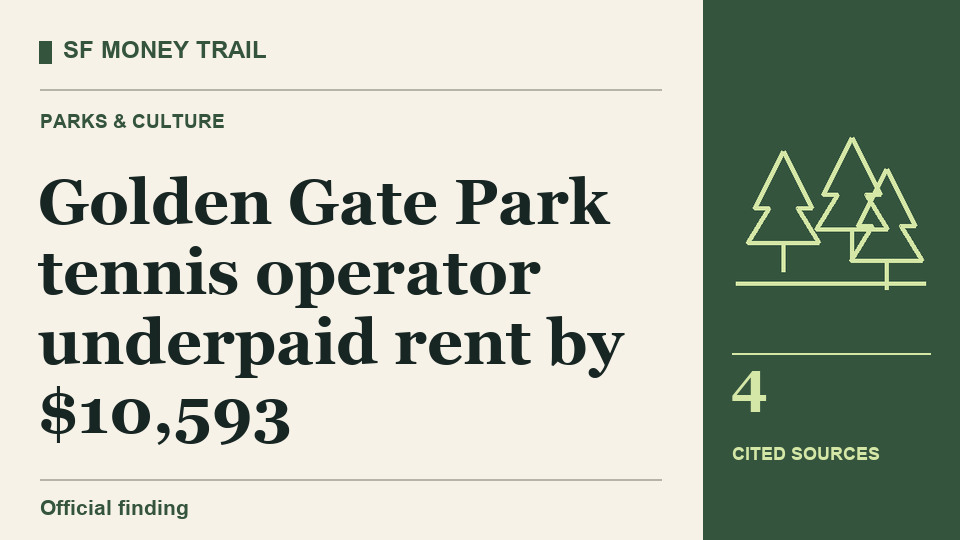 SF MONEY TRAIL
PARKS & CULTURE
Golden Gate Park
tennis operator
underpaid rent by
$10,593
Official finding
4
CITED SOURCES